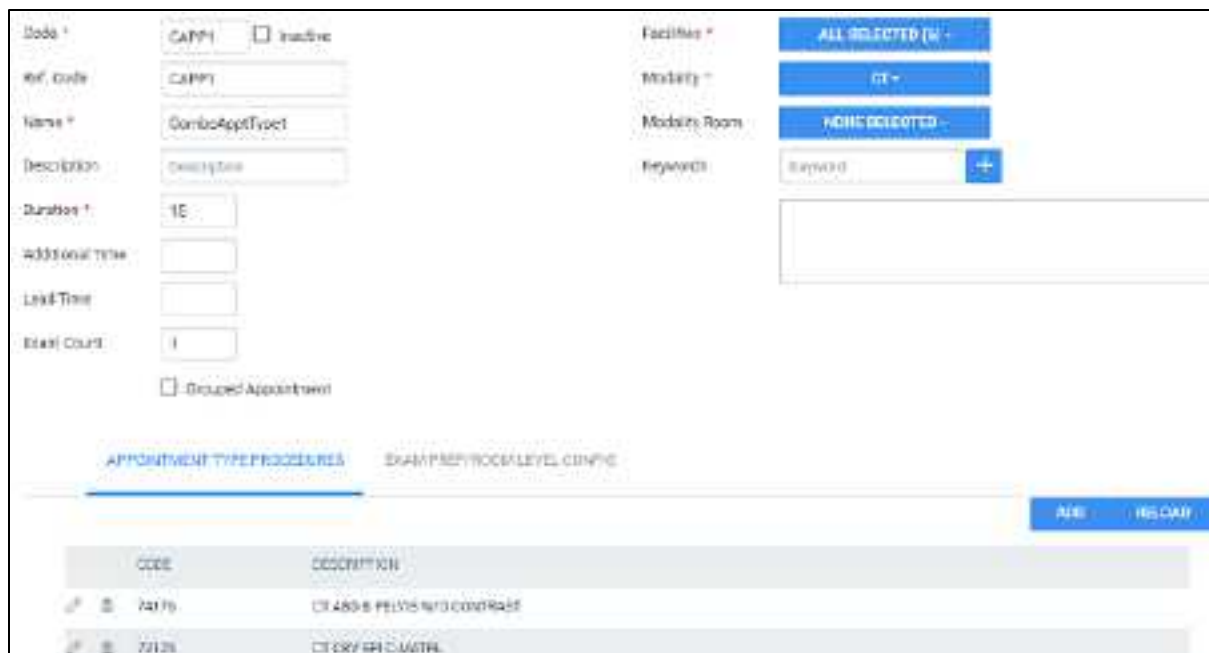 Code *
CAPP1
Inactive
Ref. Code
CAPP1
Name *
ComboApptType1
Description
Description
Duration *
15
Additional Time
Lead Time
Exam Count
1
Grouped Appointment
Facilities *
ALL SELECTED
Modality *
CT
Modality Room
NONE SELECTED
Keywords
Keyword
+
APPOINTMENT TYPE PROCEDURES
EXAM PREP/ROOM LEVEL CONFIG
ADD
RELOAD
CODE DESCRIPTION
74176 CT ABD & PELVIS W/O CONTRAST
CT